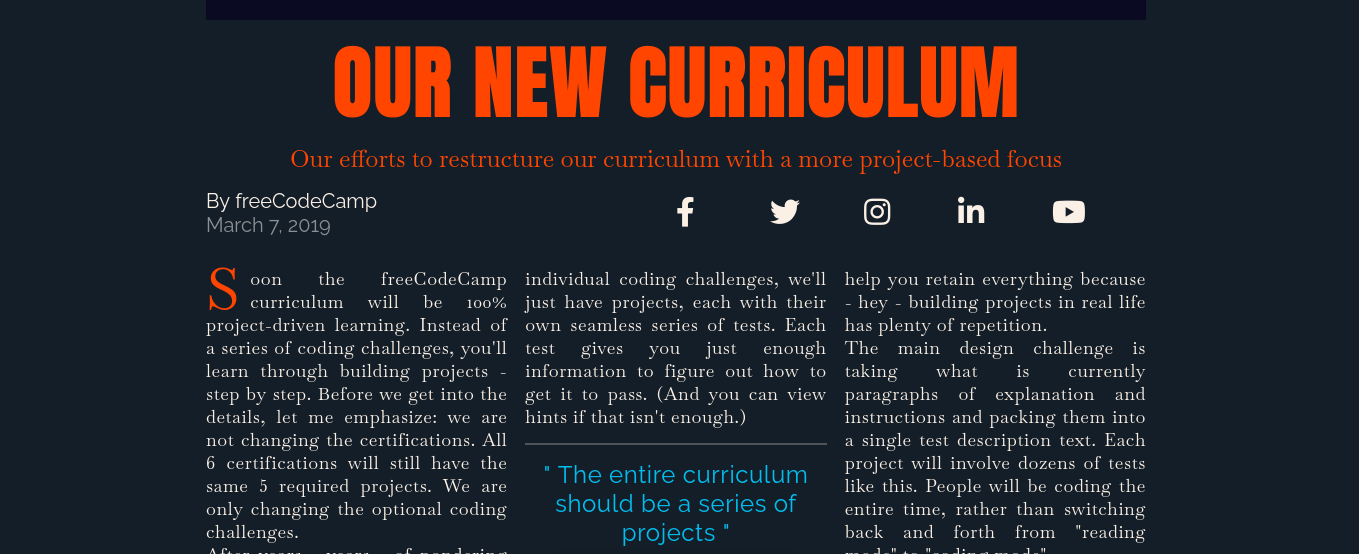 OUR NEW CURRICULUM
Our efforts to restructure our curriculum with a more project-based focus
By freeCodeCamp
March 7, 2019
Soon the freeCodeCamp
curriculum will be 100%
project-driven learning. Instead of
a series of coding challenges, you'll
learn through building projects -
step by step. Before we get into the
details, let me emphasize: we are
not changing the certifications. All
6 certifications will still have the
same 5 required projects. We are
only changing the optional coding
challenges.
individual coding challenges, we'll
just have projects, each with their
own seamless series of tests. Each
test gives you just enough
information to figure out how to
get it to pass. (And you can view
hints if that isn't enough.)
" The entire curriculum
should be a series of
projects "
help you retain everything because
- hey - building projects in real life
has plenty of repetition.
The main design challenge is
taking what is currently
paragraphs of explanation and
instructions and packing them into
a single test description text. Each
project will involve dozens of tests
like this. People will be coding the
entire time, rather than switching
back and forth from "reading
mode" to "coding mode".